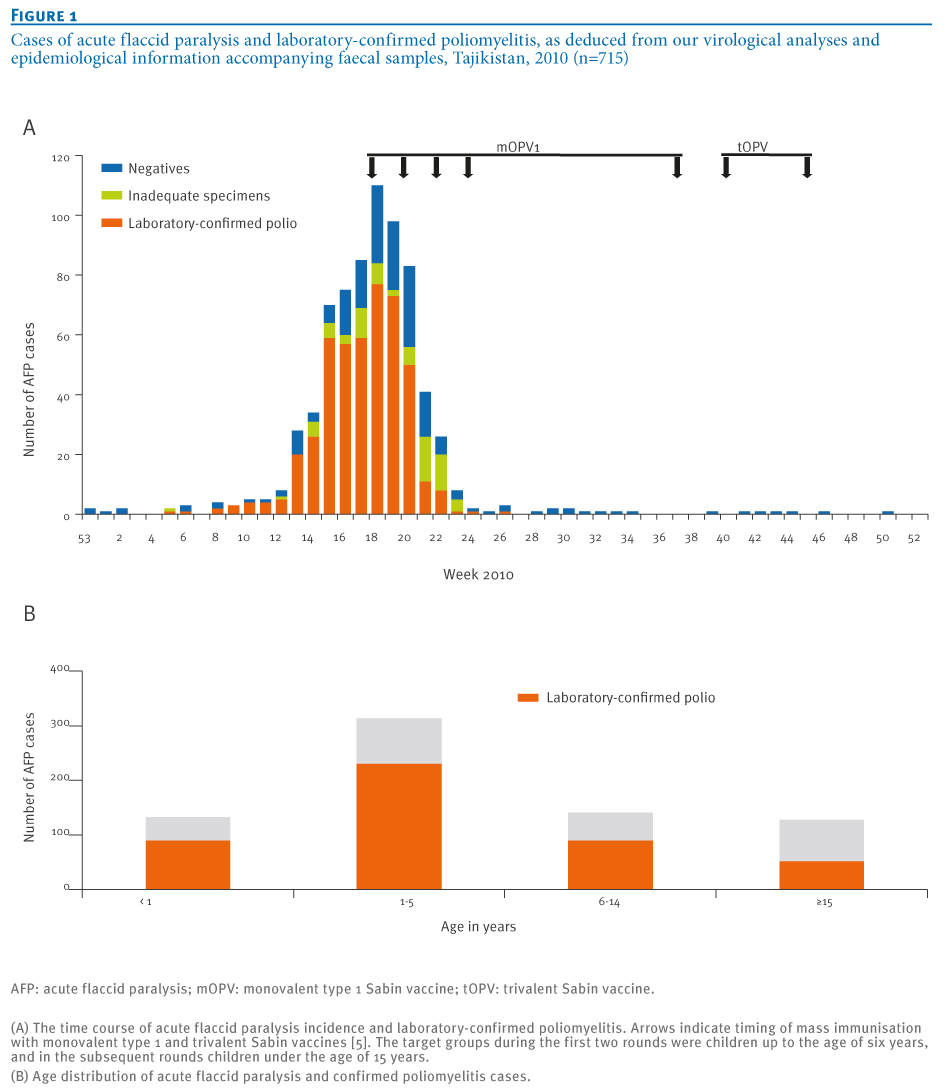 FIGURE 1
Cases of acute flaccid paralysis and laboratory-confirmed poliomyelitis, as deduced from our virological analyses and
epidemiological information accompanying faecal samples, Tajikistan, 2010 (n=715)
A
mOPV1
tOPV
120
100
80
60
40
20
0
Number of AFP cases
Negatives
Inadequate specimens
Laboratory-confirmed polio
53 2 4 6 8 10 12 14 16 18 20 22 24 26 28 30 32 34 36 38 40 42 44 46 48 50 52
Week 2010
B
400
300
200
100
0
Number of AFP cases
Laboratory-confirmed polio
< 1 1-5 6-14 ≥15
Age in years
AFP: acute flaccid paralysis; mOPV: monovalent type 1 Sabin vaccine; tOPV: trivalent Sabin vaccine.
(A) The time course of acute flaccid paralysis incidence and laboratory-confirmed poliomyelitis. Arrows indicate timing of mass immunisation
with monovalent type 1 and trivalent Sabin vaccines [5]. The target groups during the first two rounds were children up to the age of six years,
and in the subsequent rounds children under the age of 15 years.
(B) Age distribution of acute flaccid paralysis and confirmed poliomyelitis cases.